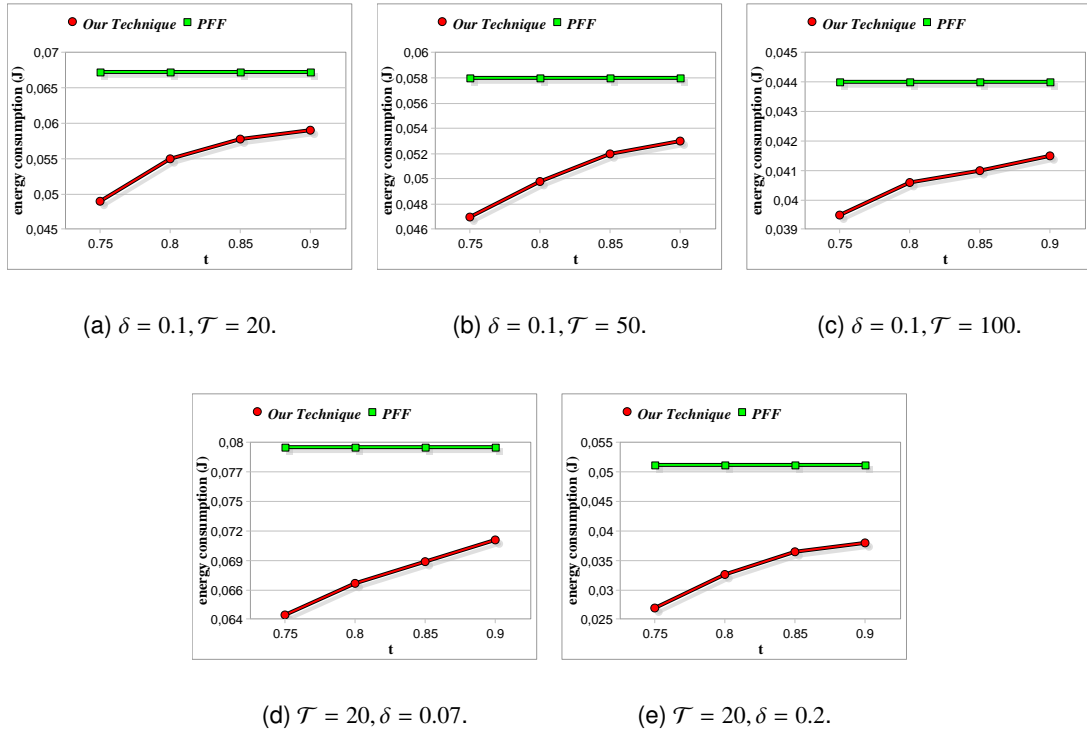 Our Technique PFF
energy consumption (J)
0,07
0,065
0,06
0,055
0,05
0,045
0.75 0.8 0.85 0.9
t
Our Technique PFF
energy consumption (J)
0,06
0,058
0,056
0,054
0,052
0,05
0,048
0,046
0.75 0.8 0.85 0.9
t
Our Technique PFF
energy consumption (J)
0,045
0,044
0,043
0,042
0,041
0,04
0,039
0.75 0.8 0.85 0.9
t
(a) δ = 0.1, 𝒯 = 20.
(b) δ = 0.1, 𝒯 = 50.
(c) δ = 0.1, 𝒯 = 100.
Our Technique PFF
energy consumption (J)
0,08
0,077
0,075
0,072
0,069
0,066
0,064
0.75 0.8 0.85 0.9
t
Our Technique PFF
energy consumption (J)
0,055
0,05
0,045
0,04
0,035
0,03
0,025
0.75 0.8 0.85 0.9
t
(d) 𝒯 = 20, δ = 0.07.
(e) 𝒯 = 20, δ = 0.2.